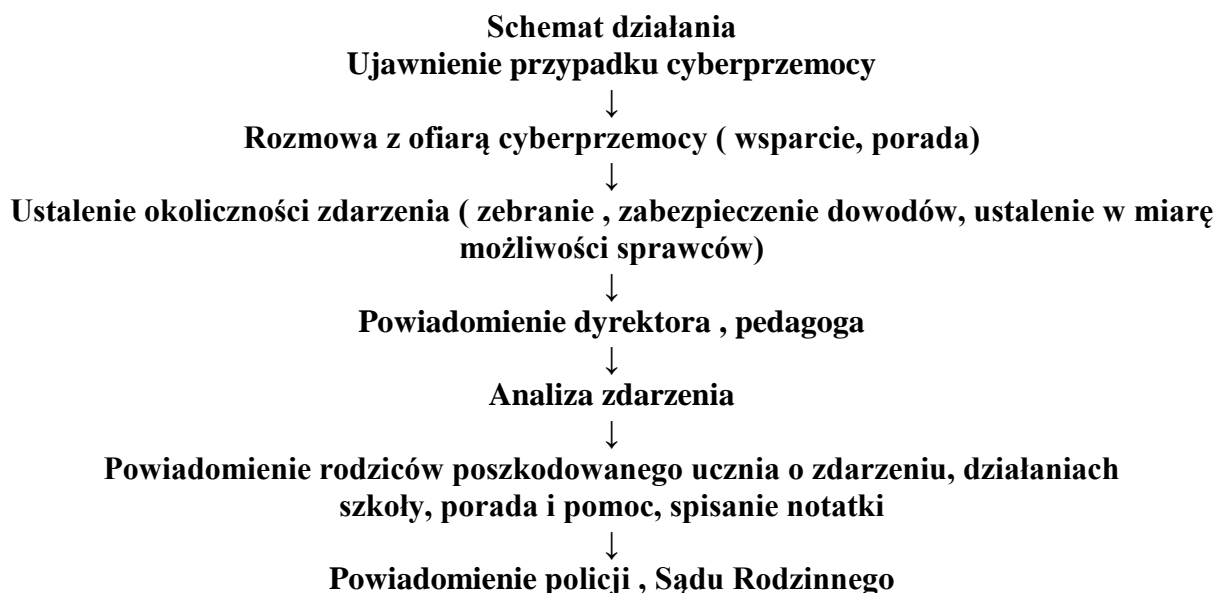 Schemat działania
Ujawnienie przypadku cyberprzemocy
↓
Rozmowa z ofiarą cyberprzemocy ( wsparcie, porada)
↓
Ustalenie okoliczności zdarzenia ( zebranie , zabezpieczenie dowodów, ustalenie w miarę
możliwości sprawców)
↓
Powiadomienie dyrektora , pedagoga
↓
Analiza zdarzenia
↓
Powiadomienie rodziców poszkodowanego ucznia o zdarzeniu, działaniach
szkoły, porada i pomoc, spisanie notatki
↓
Powiadomienie policji , Sądu Rodzinnego